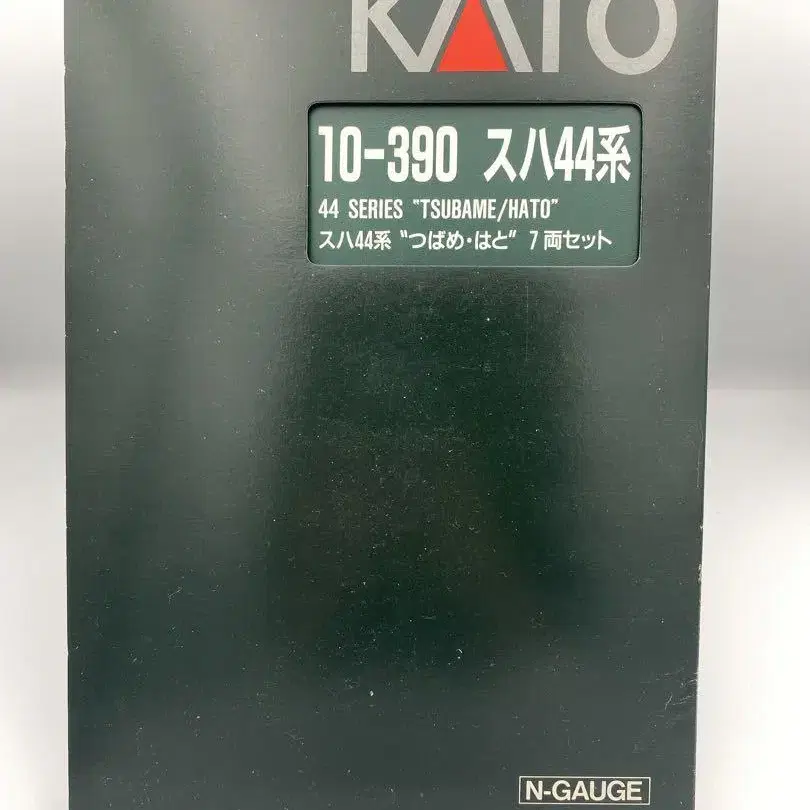 KATO
10-390 スハ44系
44 SERIES "TSUBAME/HATO"
スハ44系 "つばめ・はと" 7両セット
N-GAUGE